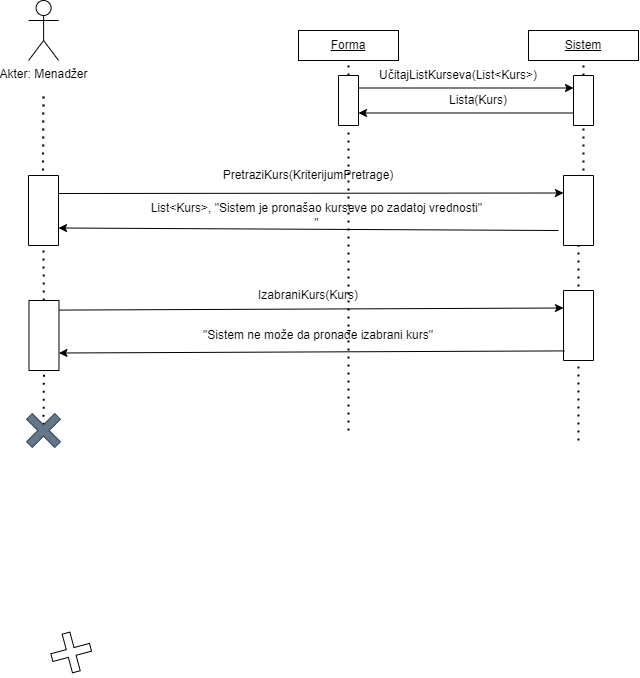 Akter: Menadžer
Forma
Sistem
UčitajListKurseva(List<Kurs>)
Lista(Kurs)
PretraziKurs(KriterijumPretrage)
List<Kurs>, "Sistem je pronašao kurseve po zadatoj vrednosti"
"
IzabraniKurs(Kurs)
"Sistem ne može da pronađe izabrani kurs"